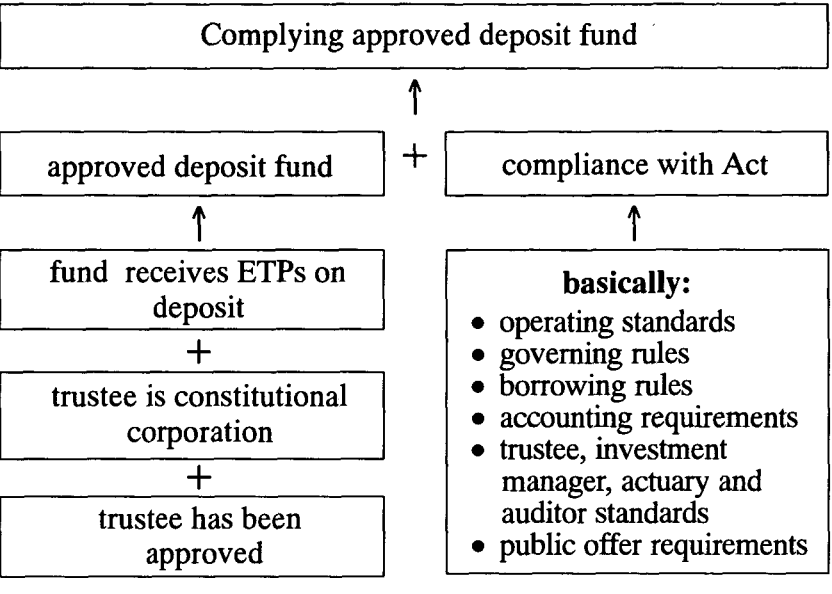 Complying approved deposit fund
approved deposit fund
+
compliance with Act
fund receives ETPs on
deposit
+
trustee is constitutional
corporation
+
trustee has been
approved
basically:
• operating standards
• governing rules
• borrowing rules
• accounting requirements
• trustee, investment
manager, actuary and
auditor standards
• public offer requirements